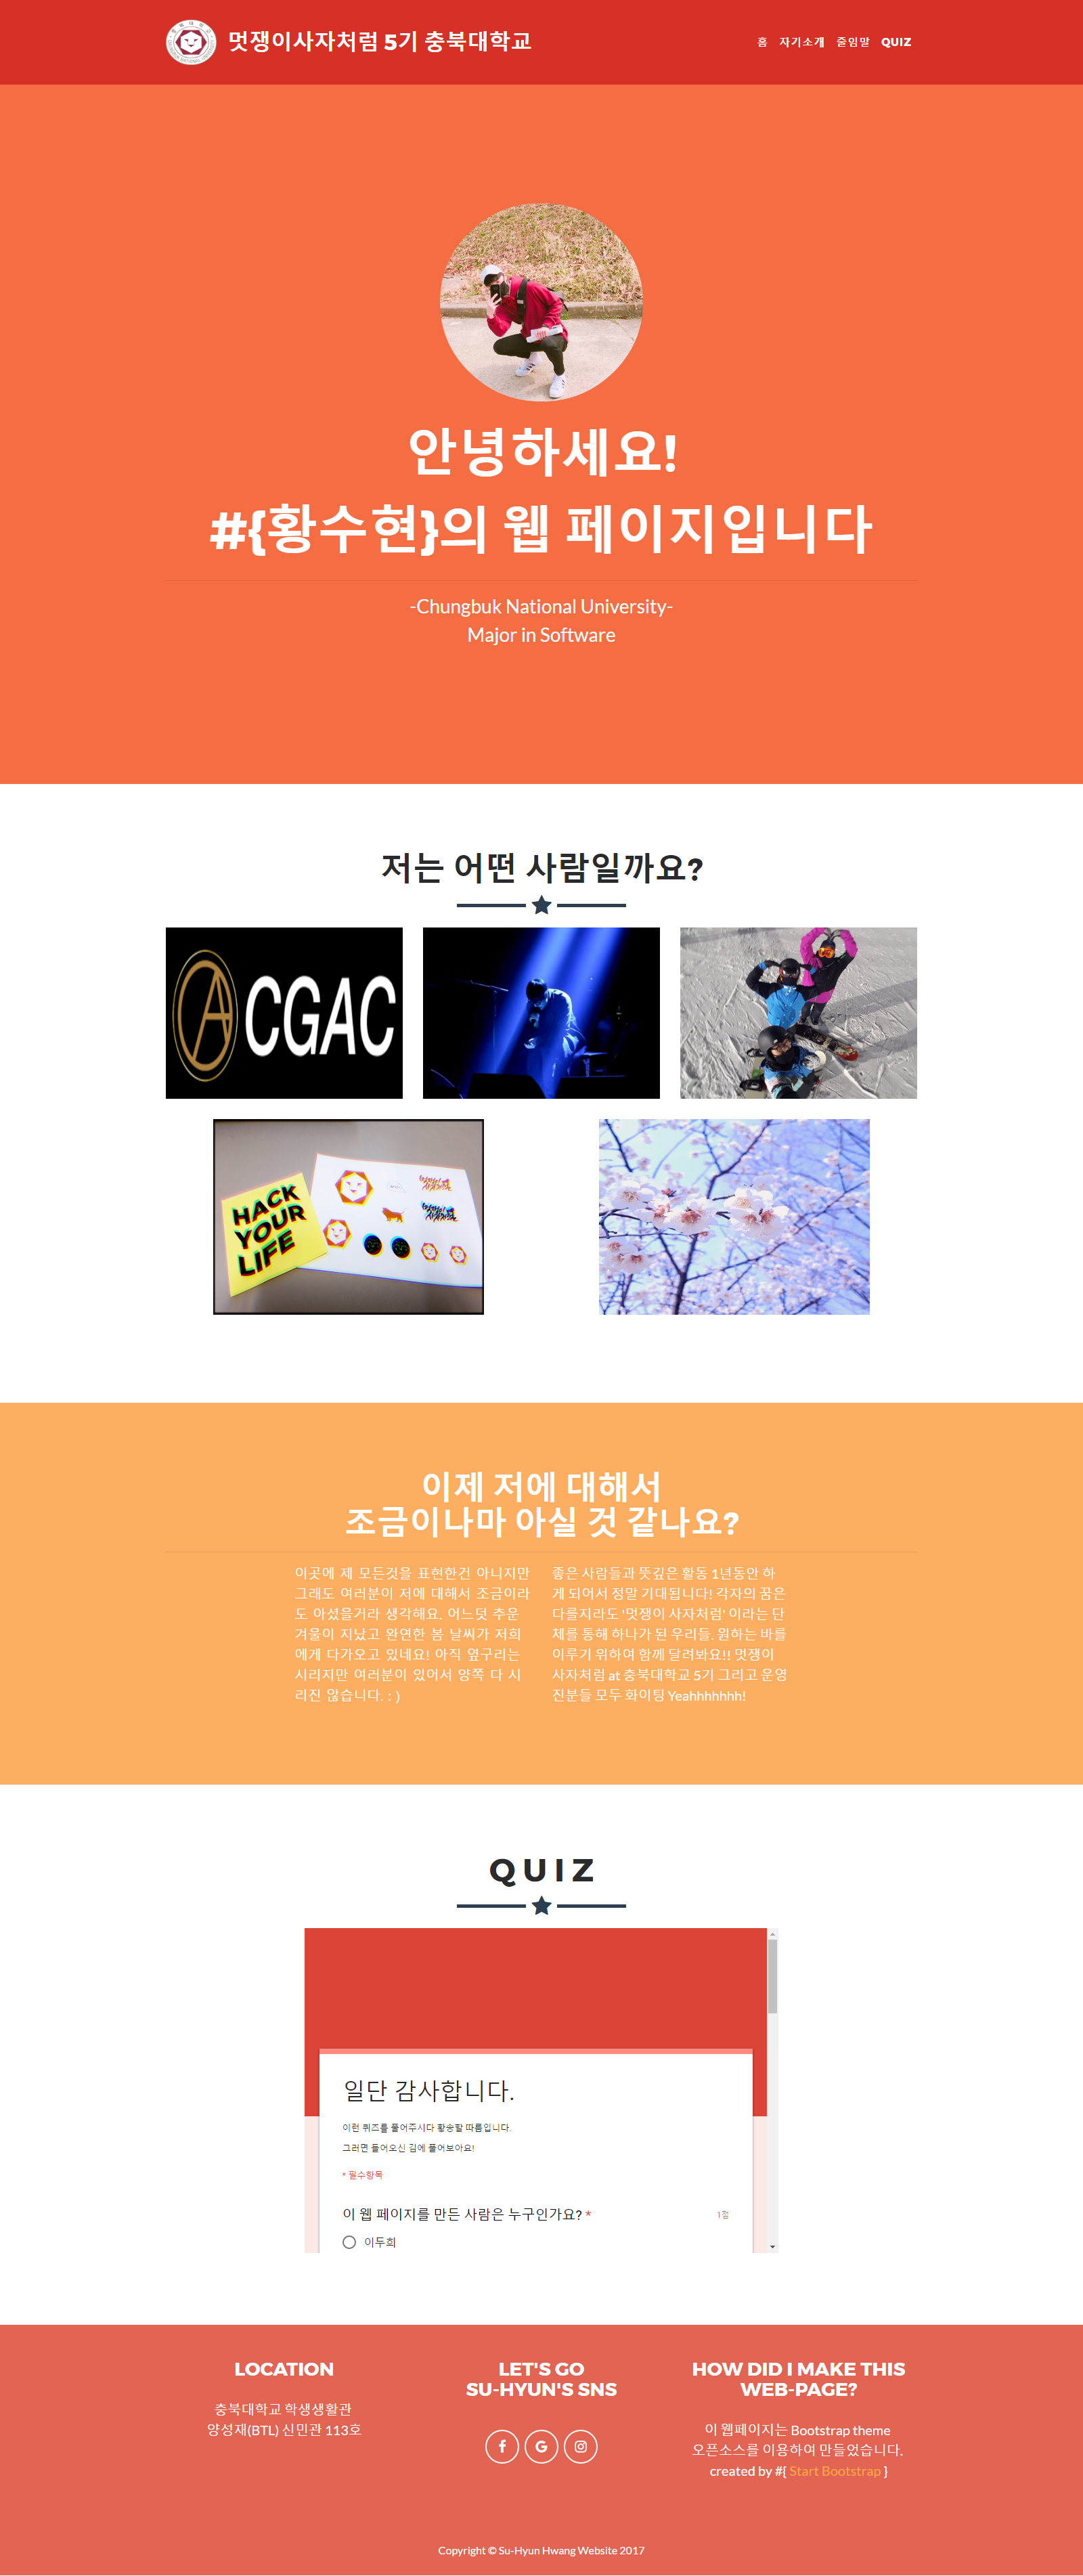 멋쟁이사자처럼 5기 충북대학교
홈 자기소개 줄임말 QUIZ
안녕하세요!
#{황수현}의 웹 페이지입니다
-Chungbuk National University-
Major in Software
저는 어떤 사람일까요?
CGAC
HACK
YOUR
LIFE
이제 저에 대해서
조금이나마 아실 것 같나요?
이곳에 제 모든것을 표현한건 아니지만
그래도 여러분이 저에 대해서 조금이라
도 아셨을거라 생각해요. 어느덧 추운
겨울이 지났고 완연한 봄 날씨가 저희
에게 다가오고 있네요! 아직 옆구리는
시리지만 여러분이 있어서 양쪽 다 시
리진 않습니다. : )
좋은 사람들과 뜻깊은 활동 1년동안 하
게 되어서 정말 기대됩니다! 각자의 꿈은
다를지라도 '멋쟁이 사자처럼' 이라는 단
체를 통해 하나가 된 우리들. 원하는 바를
이루기 위하여 함께 달려봐요!! 멋쟁이
사자처럼 at 충북대학교 5기 그리고 운영
진분들 모두 화이팅 Yeahhhhhhh!
QUIZ
일단 감사합니다.
이런 퀴즈를 풀어주시다 황송할 따름입니다.
그러면 들어오신 김에 풀어보아요!
* 필수항목
이 웹 페이지를 만든 사람은 누구인가요? *
1점
이두희
LOCATION
충북대학교 학생생활관
양성재(BTL) 신민관 113호
LET'S GO
SU-HYUN'S SNS
HOW DID I MAKE THIS
WEB-PAGE?
이 웹페이지는 Bootstrap theme
오픈소스를 이용하여 만들었습니다.
created by #{ Start Bootstrap }
Copyright © Su-Hyun Hwang Website 2017